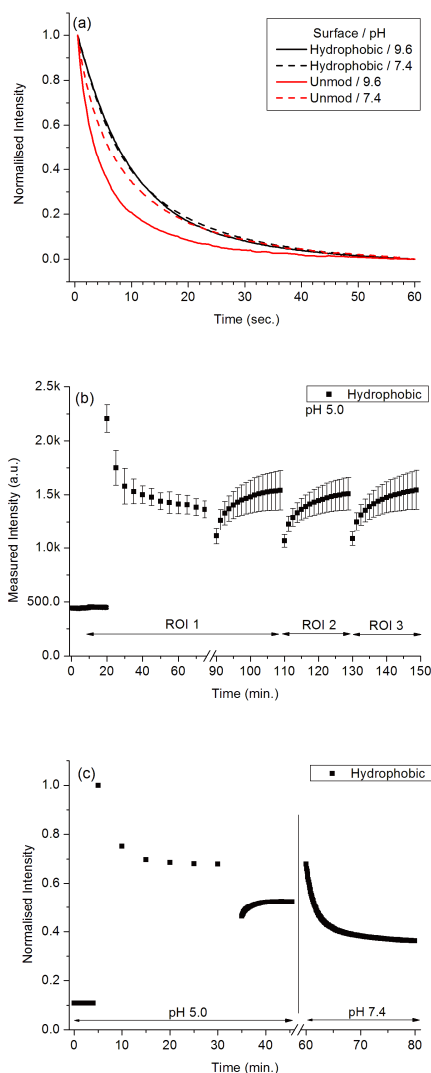 (a)
Surface / pH
Hydrophobic / 9.6
Hydrophobic / 7.4
Unmod / 9.6
Unmod / 7.4
Normalised Intensity
1.0
0.8
0.6
0.4
0.2
0.0
0 10 20 30 40 50 60
Time (sec.)
(b)
Hydrophobic
pH 5.0
Measured Intensity (a.u.)
2.5k
2.0k
1.5k
1.0k
500.0
0.0
ROI 1 ROI 2 ROI 3
0 20 40 60 90 100 110 120 130 140 150
Time (min.)
(c)
Hydrophobic
Normalised Intensity
1.0
0.8
0.6
0.4
0.2
0.0
pH 5.0 pH 7.4
0 10 20 30 40 60 70 80
Time (min.)